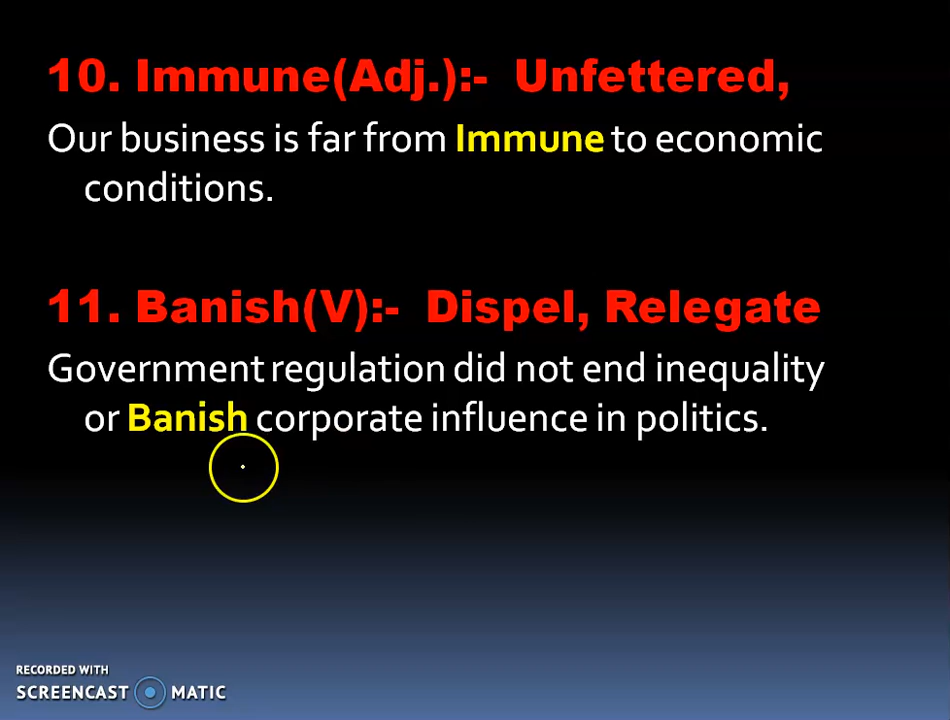 10. Immune(Adj.):-  Unfettered,
Our business is far from Immune to economic
conditions.
11. Banish(V):-  Dispel, Relegate
Government regulation did not end inequality
or Banish corporate influence in politics.
RECORDED WITH
SCREENCAST MATIC